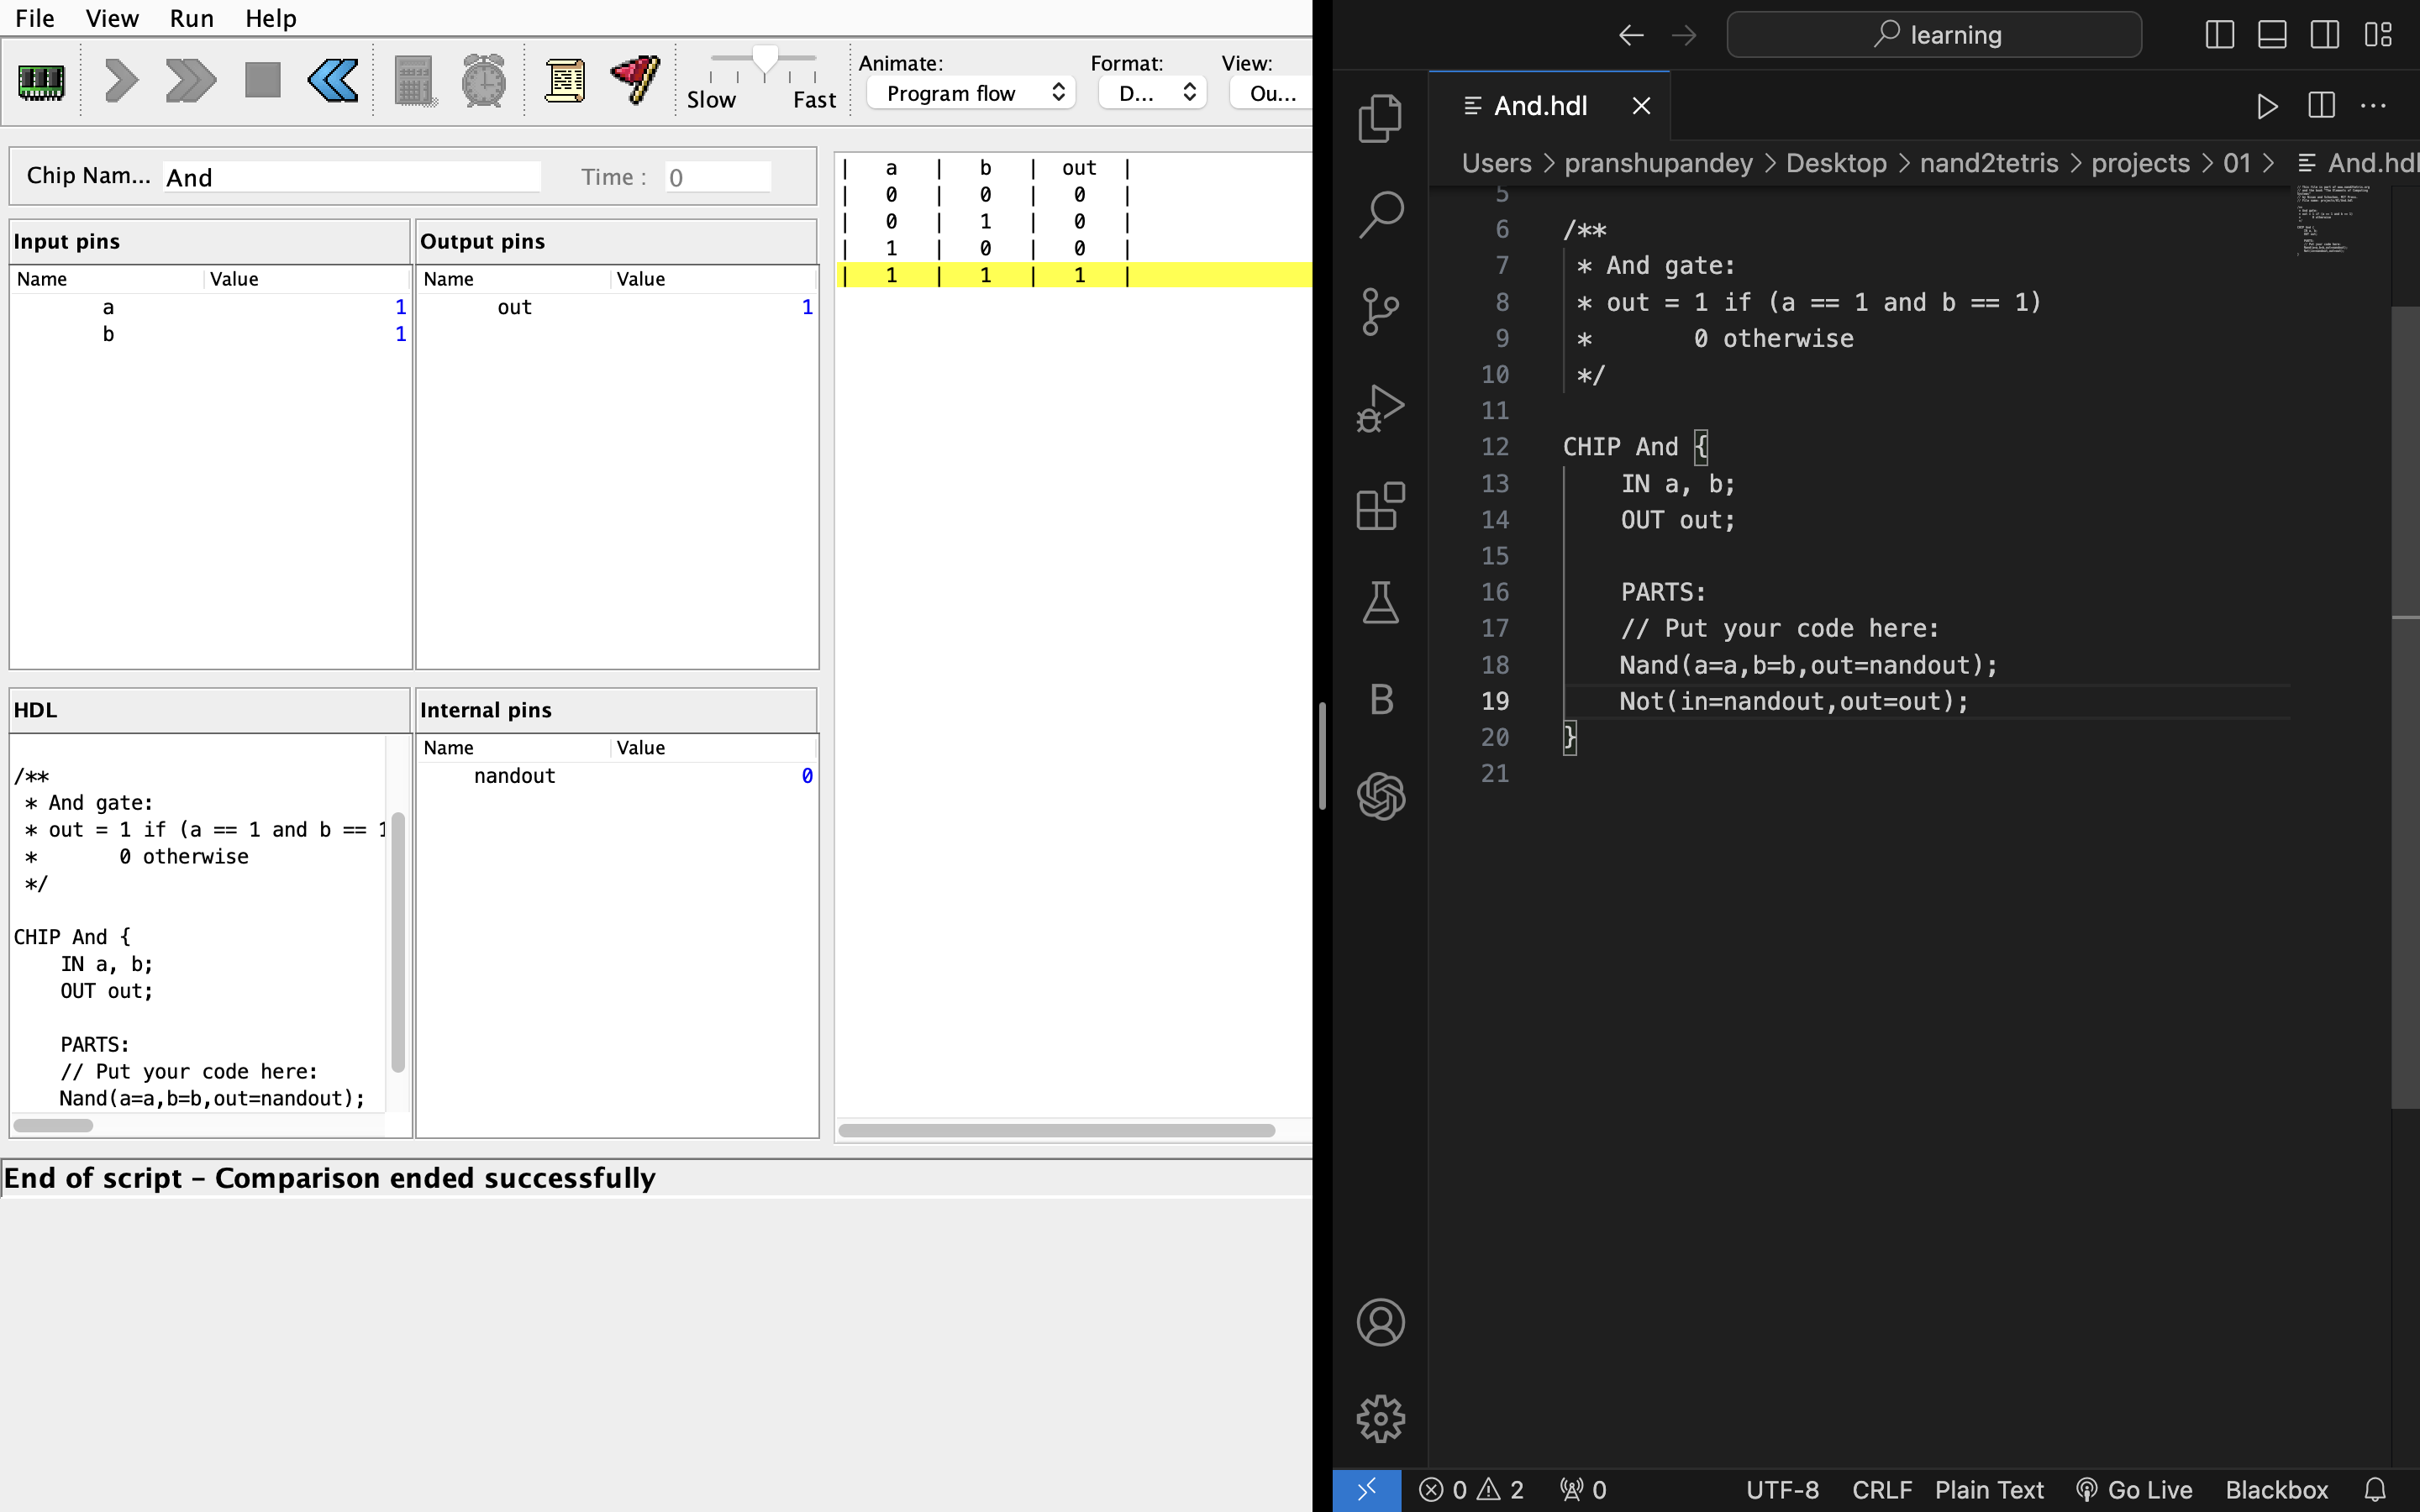 File View Run Help
Slow Fast
Animate: Format: View:
Program flow D... Ou...
Chip Nam... And Time : 0
Input pins
Name Value
a 1
b 1
Output pins
Name Value
out 1
HDL
/**
* And gate:
* out = 1 if (a == 1 and b == 1
* 0 otherwise
*/
CHIP And {
IN a, b;
OUT out;
PARTS:
// Put your code here:
Nand(a=a,b=b,out=nandout);
Internal pins
Name Value
nandout 0
| a | b | out |
| 0 | 0 | 0 |
| 0 | 1 | 0 |
| 1 | 0 | 0 |
| 1 | 1 | 1 |
End of script – Comparison ended successfully
learning
And.hdl
Users > pranshupandey > Desktop > nand2tetris > projects > 01 > And.hdl
5
6 /**
7 * And gate:
8 * out = 1 if (a == 1 and b == 1)
9 * 0 otherwise
10 */
11
12 CHIP And {
13 IN a, b;
14 OUT out;
15
16 PARTS:
17 // Put your code here:
18 Nand(a=a,b=b,out=nandout);
19 Not(in=nandout,out=out);
20 }
21
B
0 2 0 UTF-8 CRLF Plain Text Go Live Blackbox